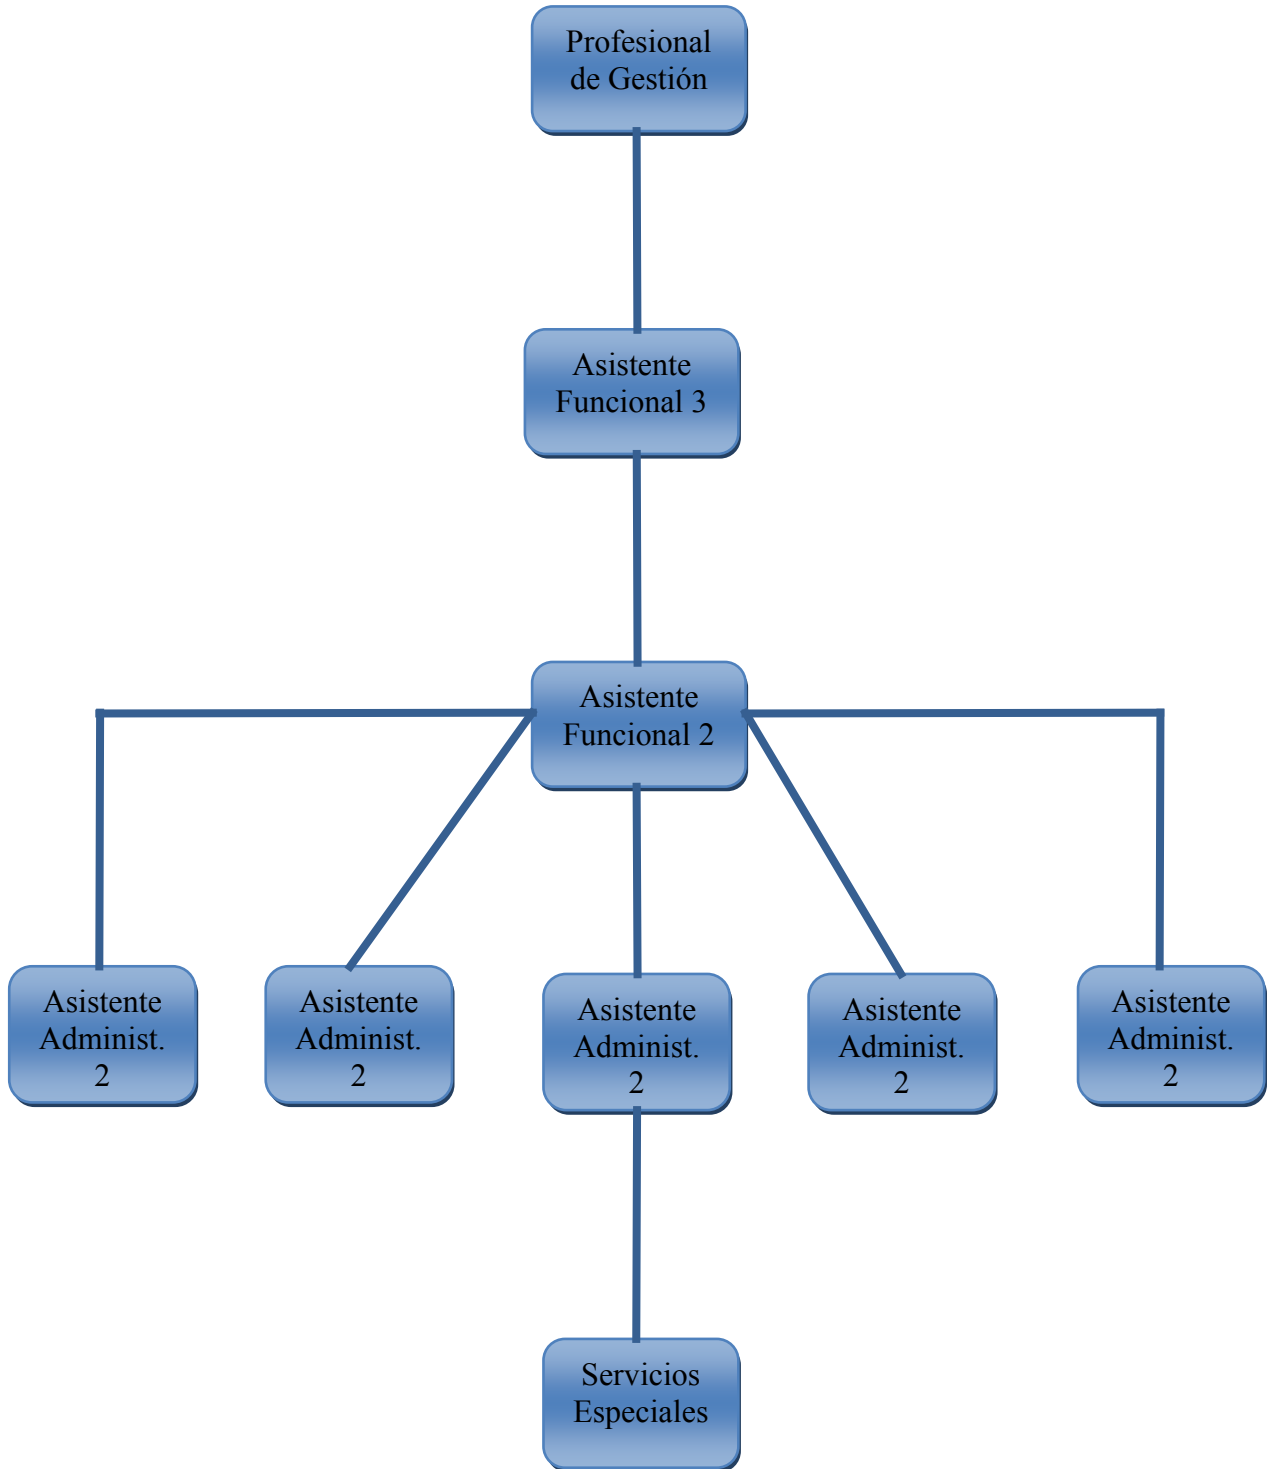 Profesional
de Gestión
Asistente
Funcional 3
Asistente
Funcional 2
Asistente
Administ.
2
Asistente
Administ.
2
Asistente
Administ.
2
Asistente
Administ.
2
Asistente
Administ.
2
Servicios
Especiales